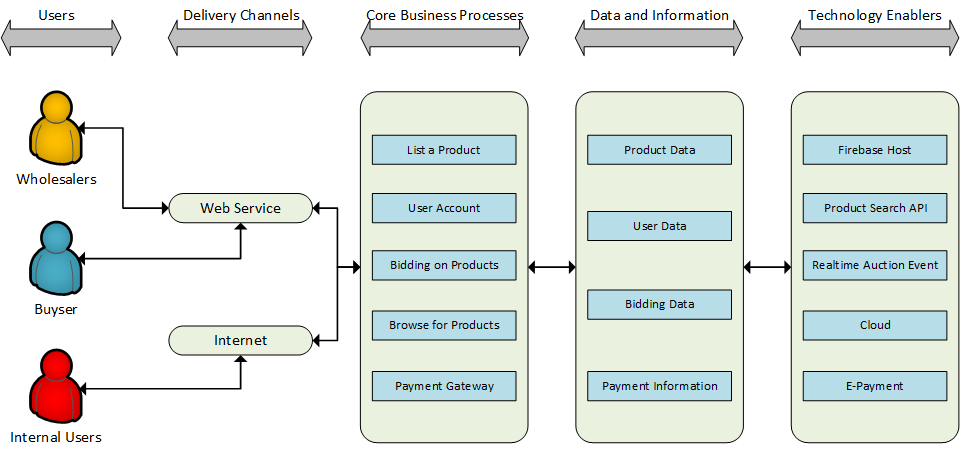 Users
Delivery Channels
Core Business Processes
Data and Information
Technology Enablers
Wholesalers
Buyser
Internal Users
Web Service
Internet
List a Product
User Account
Bidding on Products
Browse for Products
Payment Gateway
Product Data
User Data
Bidding Data
Payment Information
Firebase Host
Product Search API
Realtime Auction Event
Cloud
E-Payment